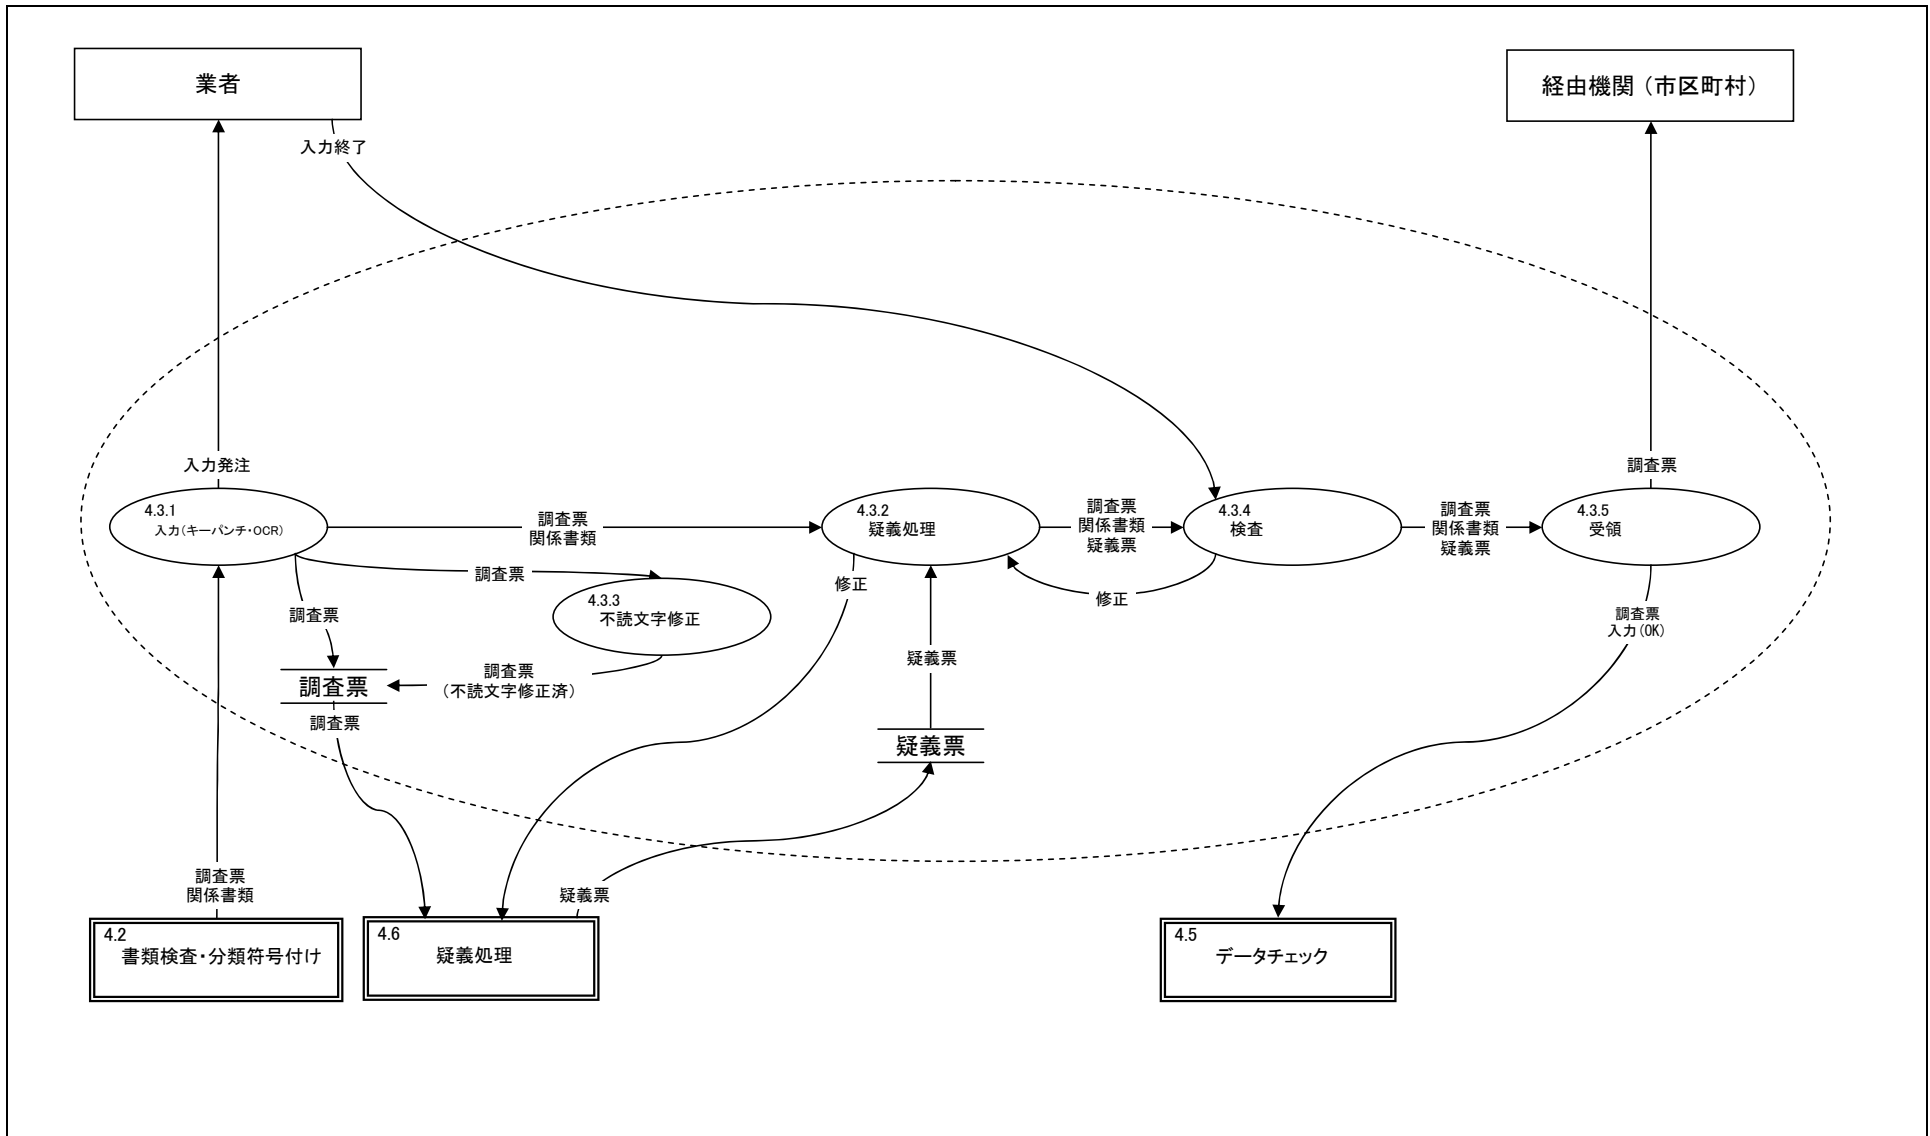 業者
経由機関（市区町村）
入力終了
入力発注
調査票
4.3.1
入力（キーパンチ・OCR）
調査票
関係書類
4.3.2
疑義処理
調査票
関係書類
疑義票
4.3.4
検査
調査票
関係書類
疑義票
4.3.5
受領
調査票
調査票
4.3.3
不読文字修正
修正
修正
調査票
入力（OK）
調査票
（不読文字修正済）
調査票
調査票
疑義票
疑義票
調査票
関係書類
疑義票
4.2
書類検査・分類符号付け
4.6
疑義処理
4.5
データチェック